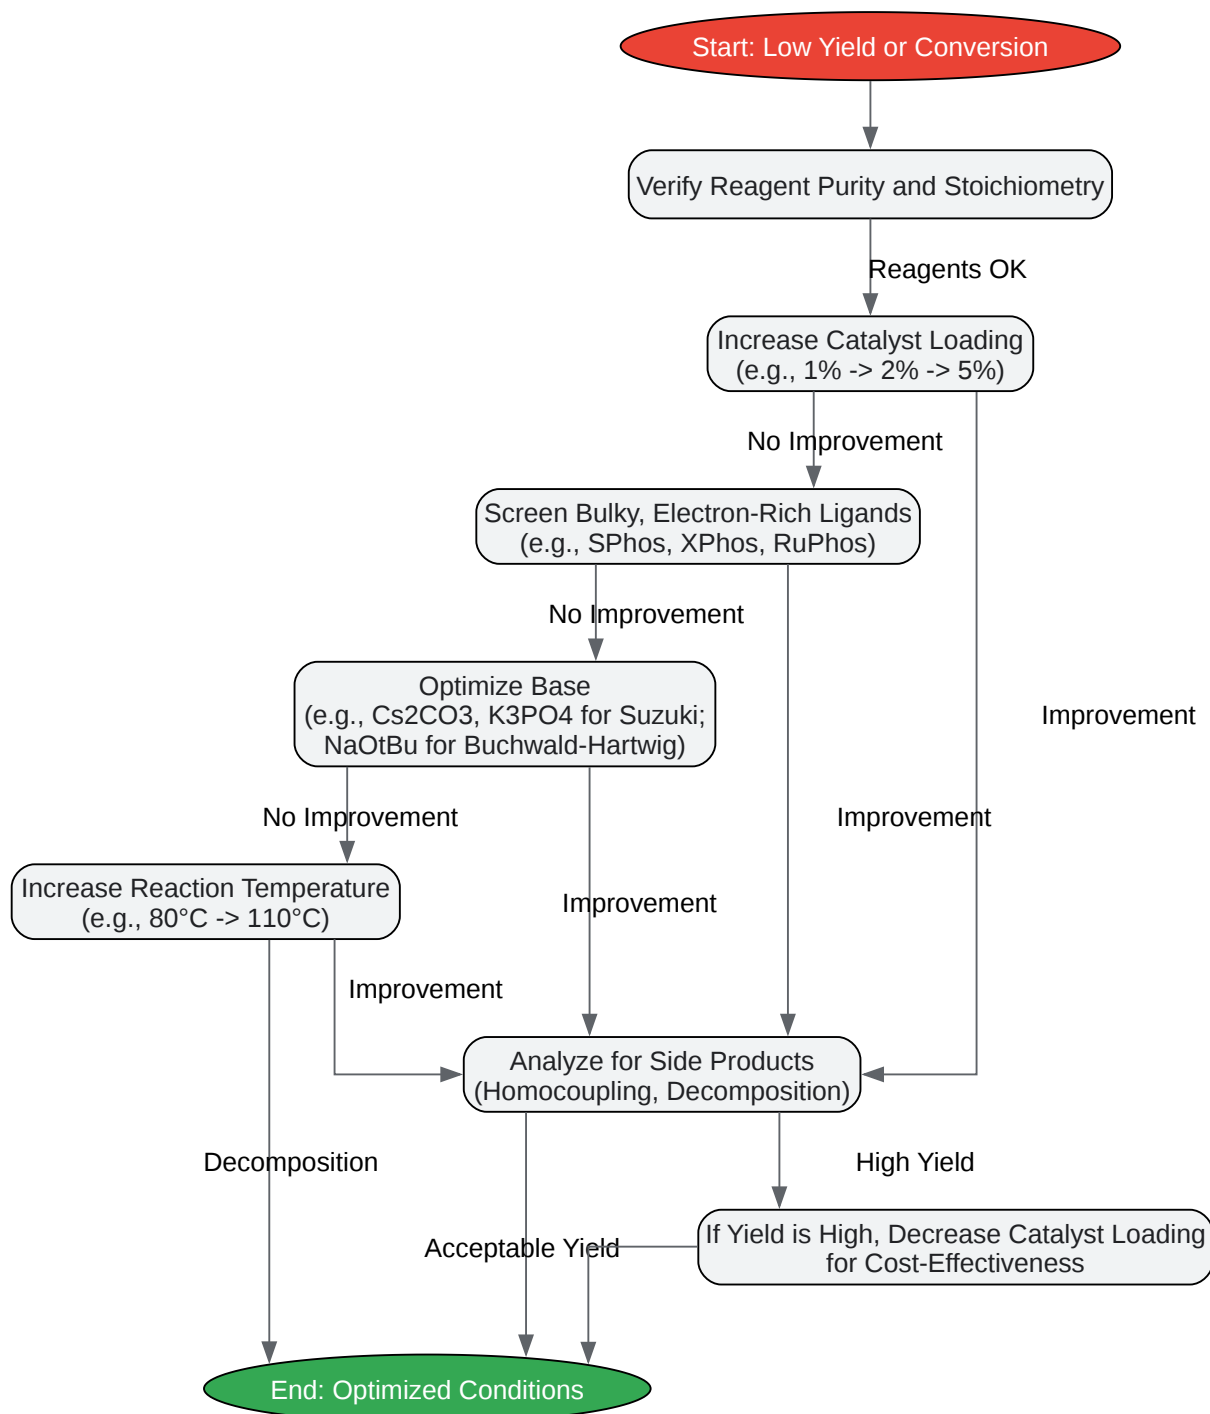 Start: Low Yield or Conversion
Verify Reagent Purity and Stoichiometry
Reagents OK
Increase Catalyst Loading
(e.g., 1% -> 2% -> 5%)
No Improvement
Screen Bulky, Electron-Rich Ligands
(e.g., SPhos, XPhos, RuPhos)
No Improvement
Optimize Base
(e.g., Cs2CO3, K3PO4 for Suzuki;
NaOtBu for Buchwald-Hartwig)
Improvement
No Improvement
Improvement
Increase Reaction Temperature
(e.g., 80°C -> 110°C)
Improvement
Improvement
Analyze for Side Products
(Homocoupling, Decomposition)
Decomposition
High Yield
Acceptable Yield
If Yield is High, Decrease Catalyst Loading
for Cost-Effectiveness
End: Optimized Conditions